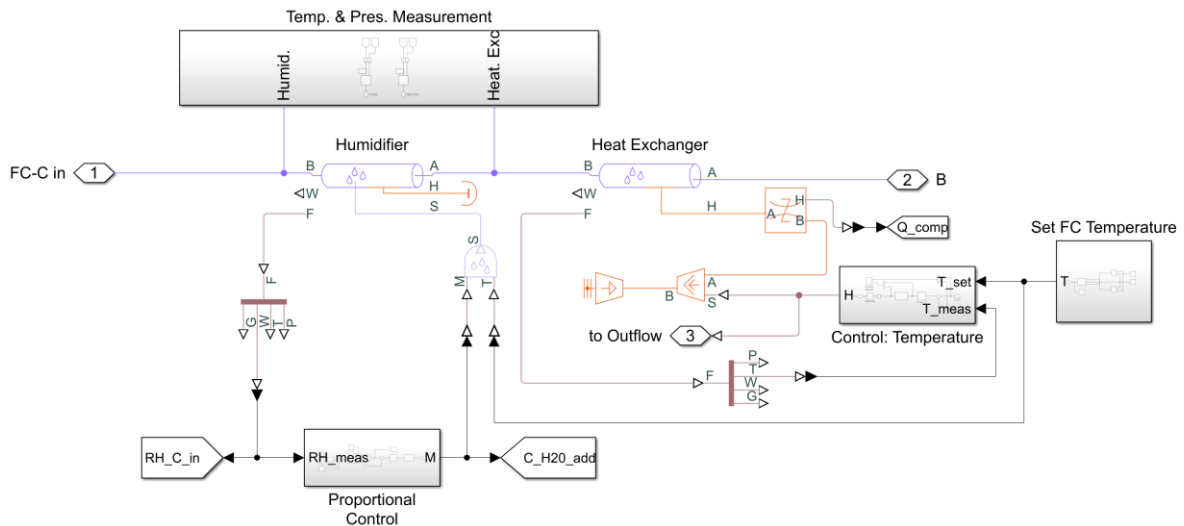 Temp. & Pres. Measurement
Humid.
Heat. Exc
Humidifier
Heat Exchanger
FC-C in
1
B
A
H
W
F
S
B
A
H
W
F
2
B
H
A
B
Q_comp
Set FC Temperature
T
S
M
T
F
G
W
T
P
B
A
S
H
T_set
T_meas
Control: Temperature
to Outflow
3
F
P
T
W
G
RH_C_in
RH_meas
M
C_H20_add
Proportional
Control